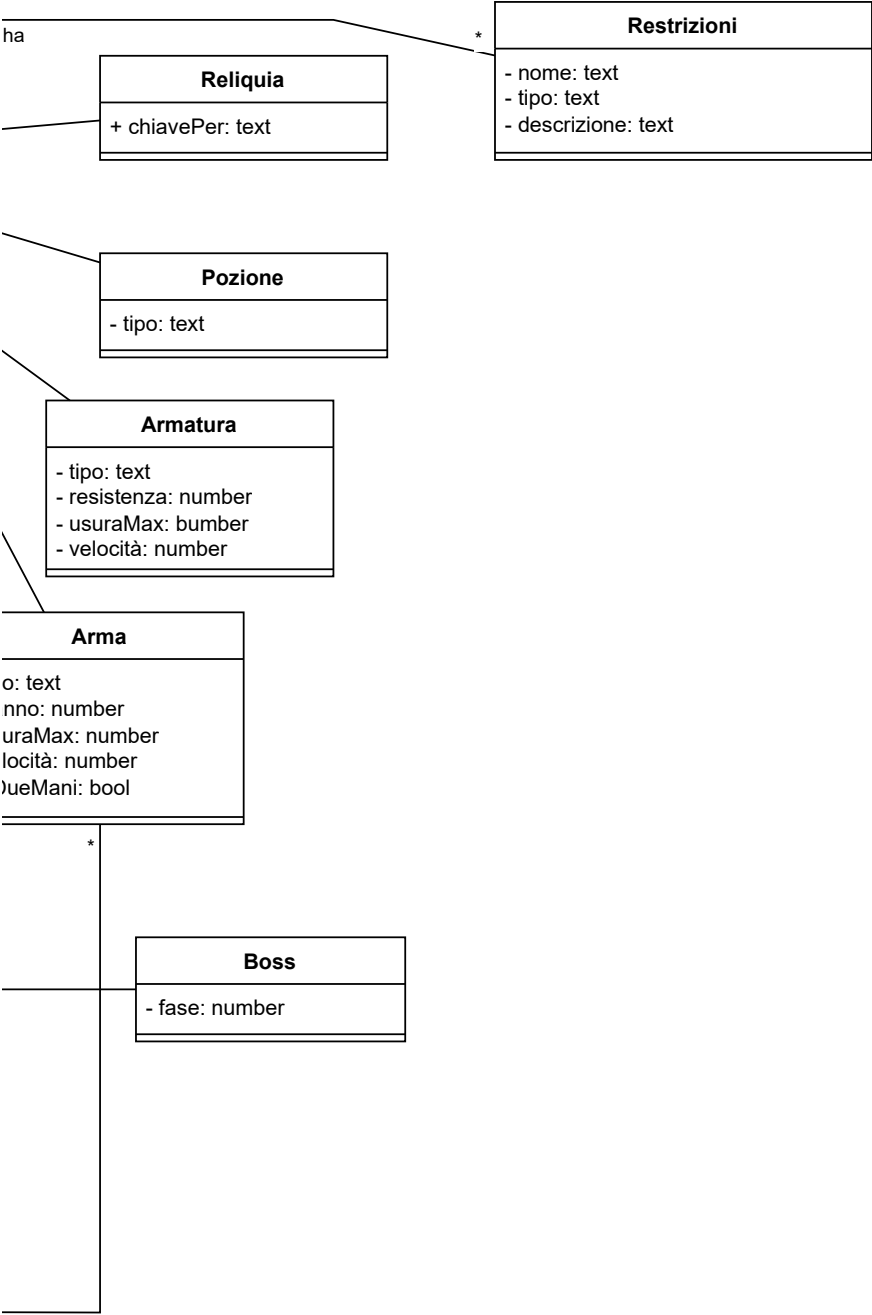 ha
*
Restrizioni
- nome: text
- tipo: text
- descrizione: text
Reliquia
+ chiavePer: text
Pozione
- tipo: text
Armatura
- tipo: text
- resistenza: number
- usuraMax: bumber
- velocità: number
Arma
o: text
nno: number
uraMax: number
locità: number
DueMani: bool
*
Boss
- fase: number